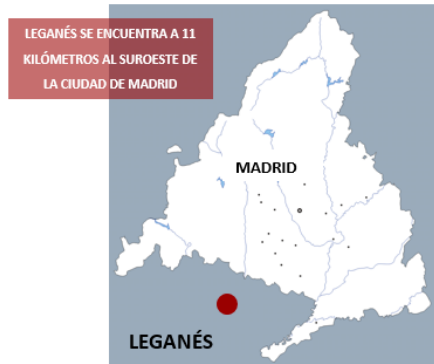 LEGANÉS SE ENCUENTRA A 11
KILÓMETROS AL SUROESTE DE
LA CIUDAD DE MADRID
MADRID
LEGANÉS